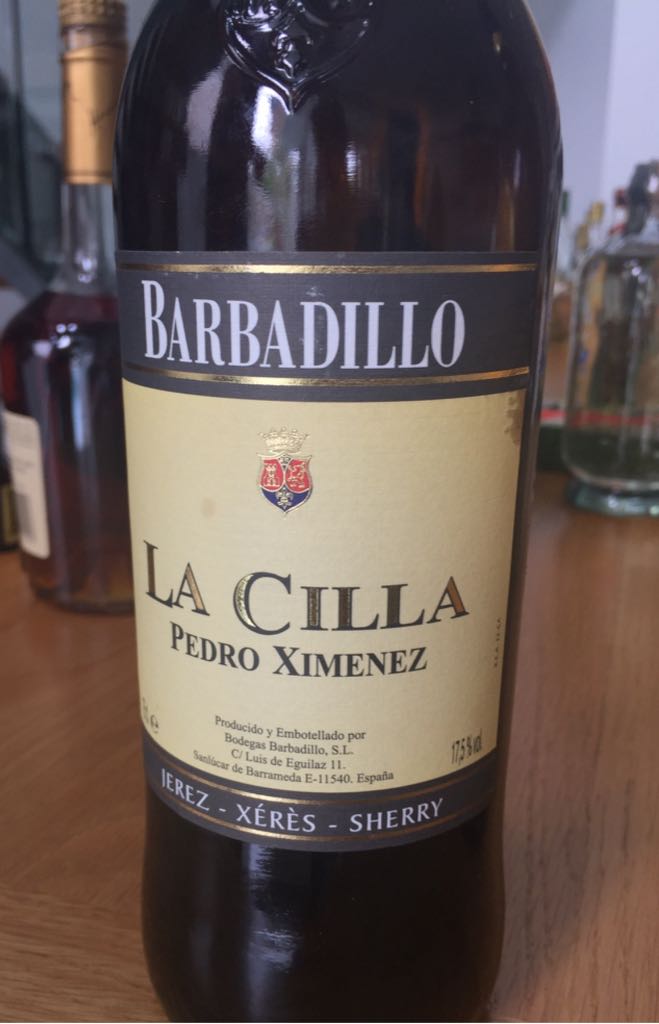 BARBADILLO
LA CILLA
PEDRO XIMENEZ
Producido y Embotellado por
Bodegas Barbadillo, S.L.
C/ Luis de Eguilaz 11.
Sanlúcar de Barrameda E-11540. España
17,5 % vol.
JEREZ - XÉRÈS - SHERRY